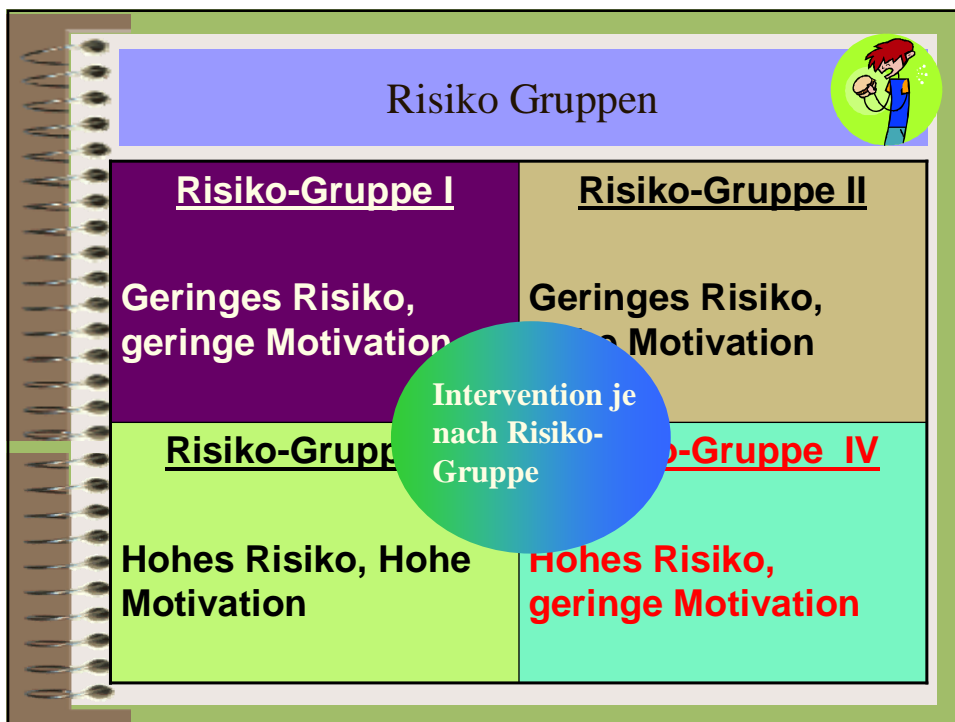 Risiko Gruppen
Risiko-Gruppe I
Geringes Risiko,
geringe Motivation
Risiko-Gruppe II
Geringes Risiko,
Motivation
Intervention je
nach Risiko-
Gruppe
Risiko-Grupp
Hohes Risiko, Hohe
Motivation
o-Gruppe IV
Hohes Risiko,
geringe Motivation